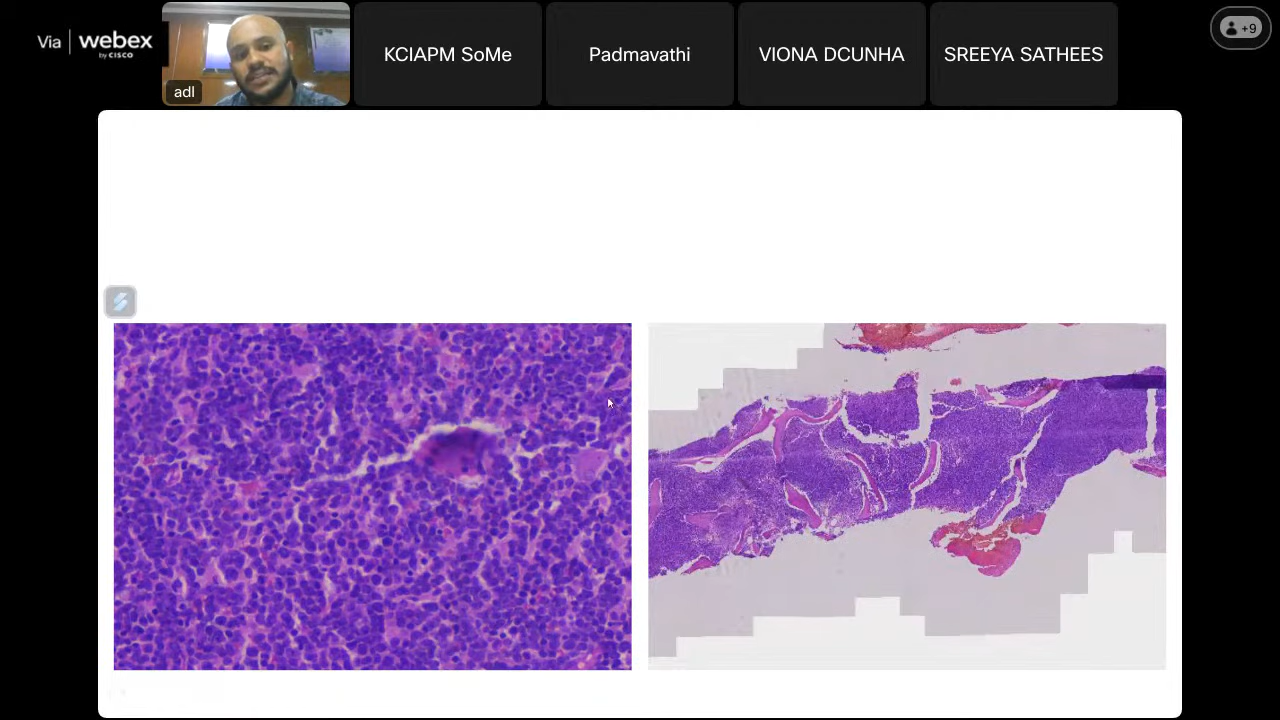 Via webex
by CISCO
adl
KCIAPM SoMe
Padmavathi
VIONA DCUNHA
SREEYA SATHEES
+9